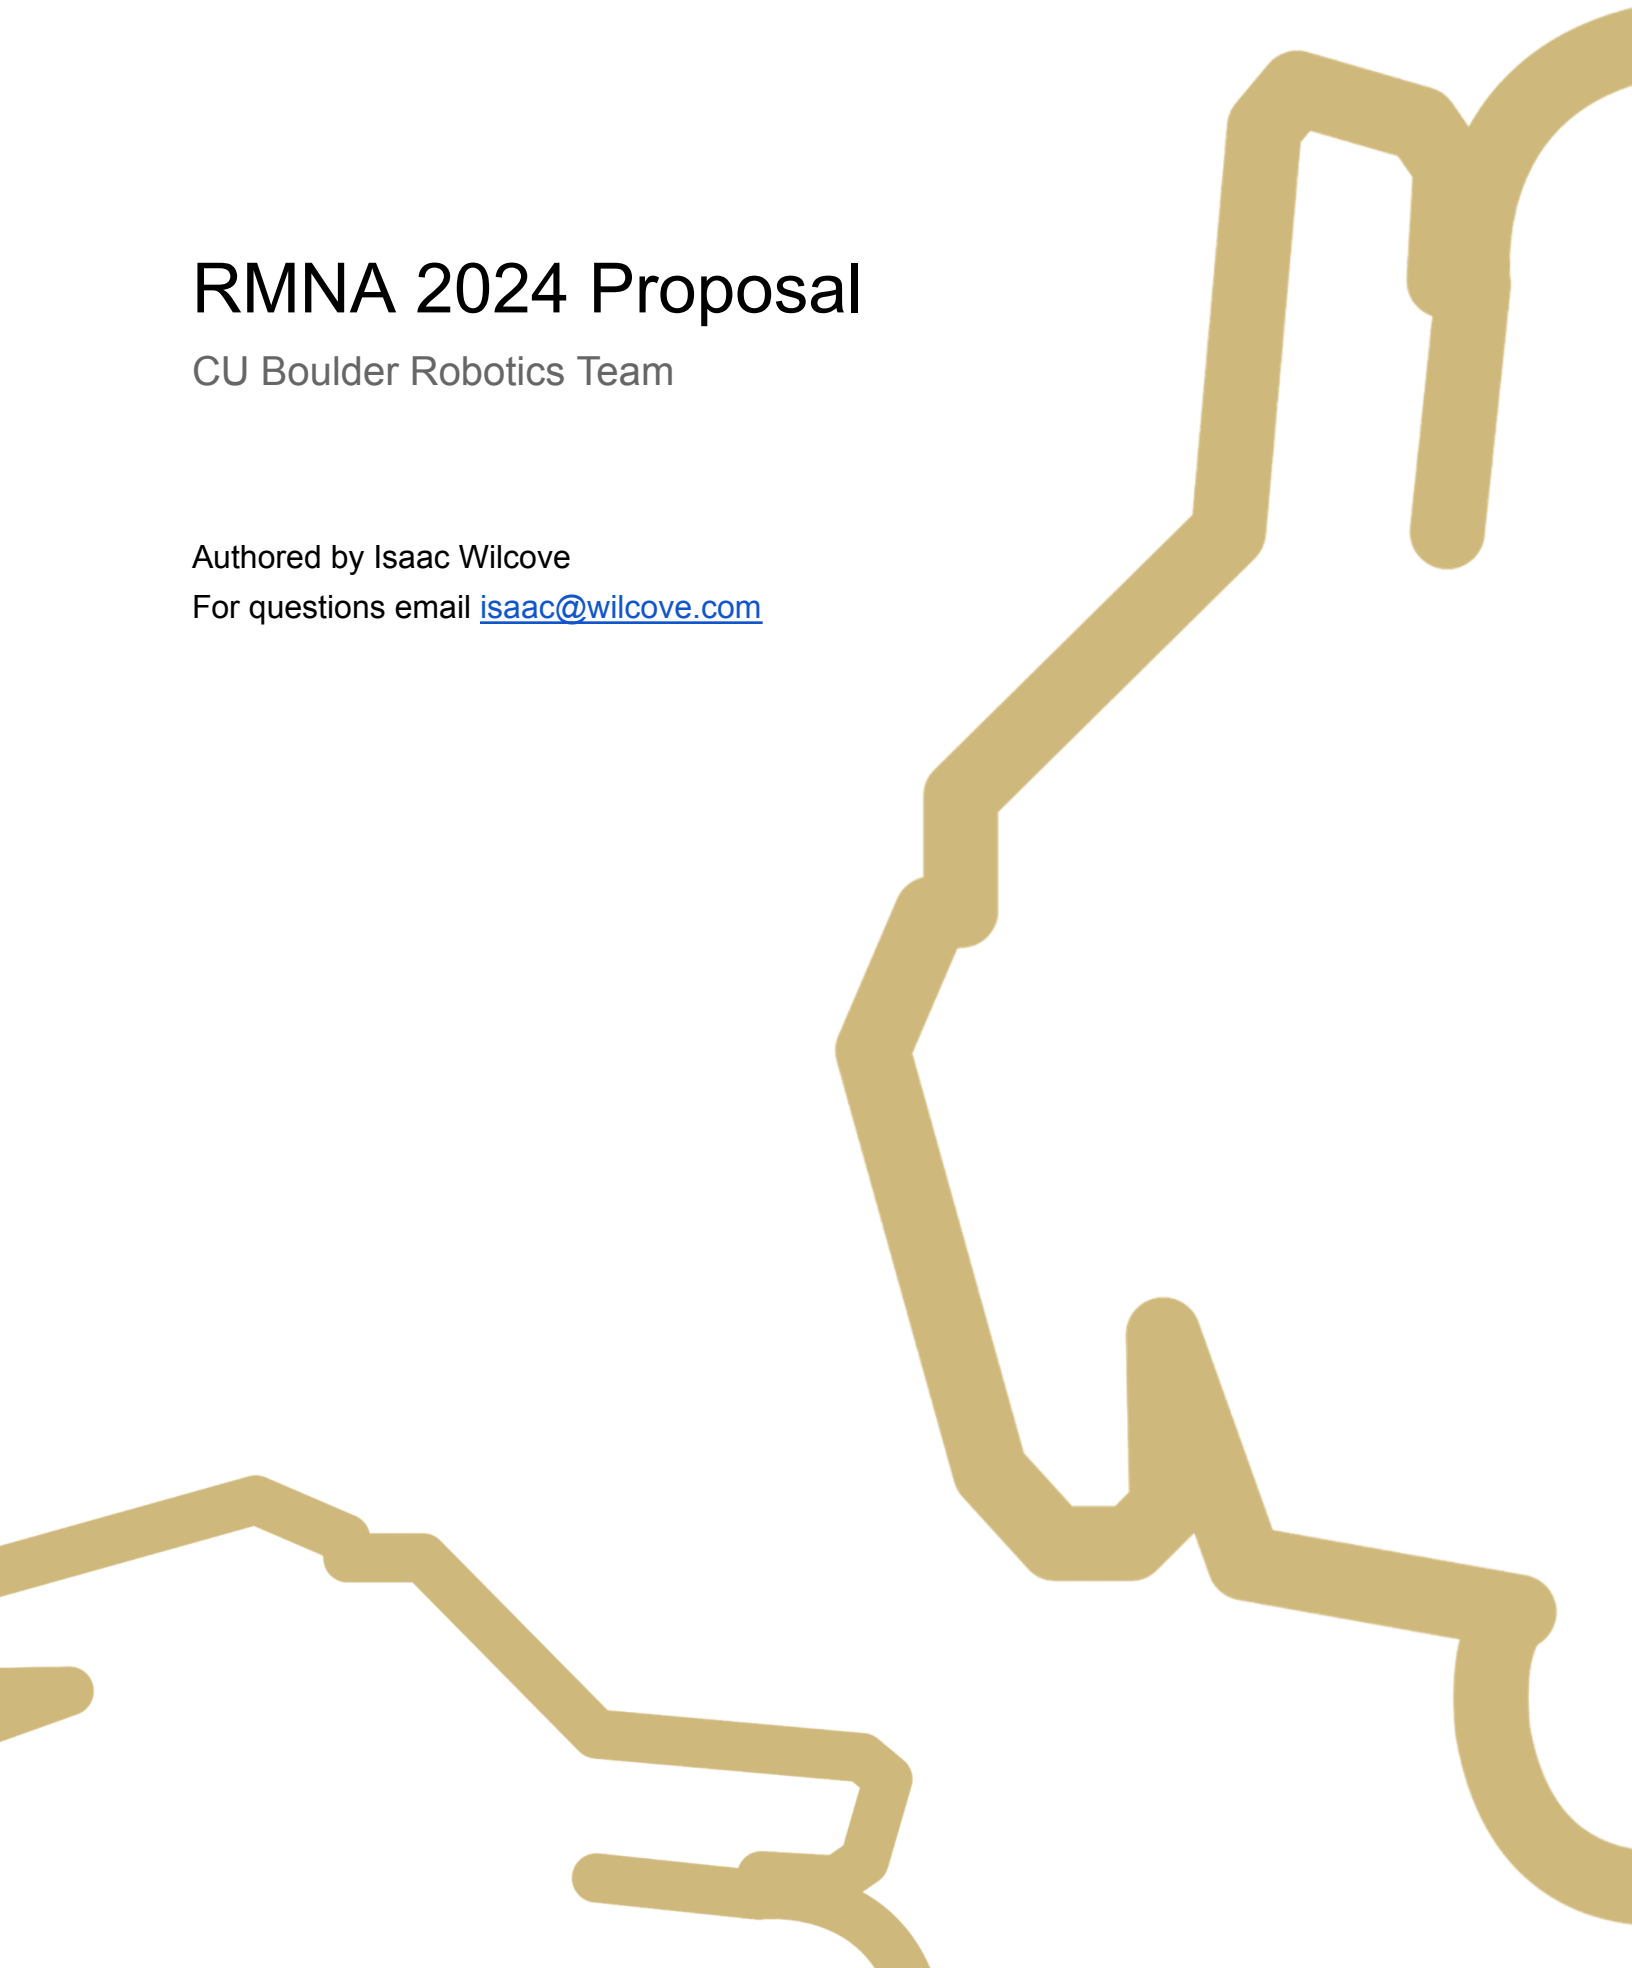 RMNA 2024 Proposal
CU Boulder Robotics Team
Authored by Isaac Wilcove
For questions email isaac@wilcove.com